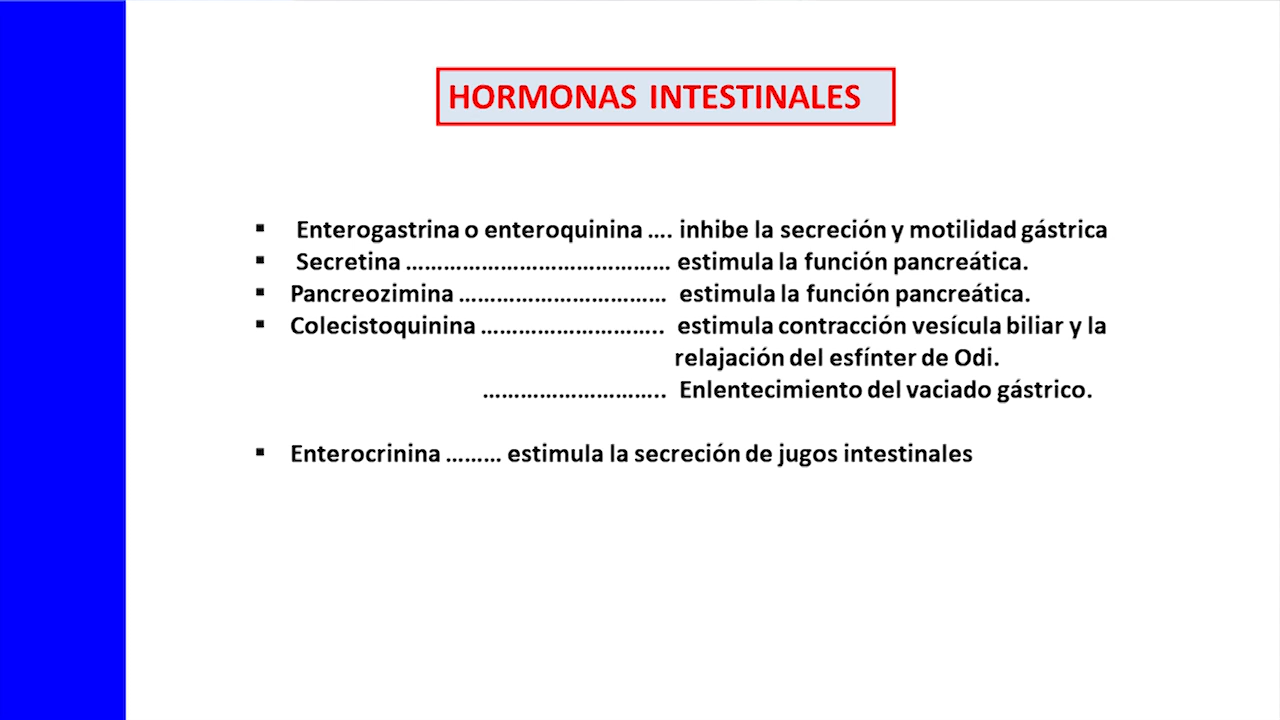 HORMONAS INTESTINALES
▪ Enterogastrina o enteroquinina …. inhibe la secreción y motilidad gástrica
▪ Secretina …………………………………… estimula la función pancreática.
▪ Pancreozimina …………………………… estimula la función pancreática.
▪ Colecistoquinina ……………………….. estimula contracción vesícula biliar y la
relajación del esfínter de Odi.
……………………….. Enlentecimiento del vaciado gástrico.
▪ Enterocrinina ……… estimula la secreción de jugos intestinales